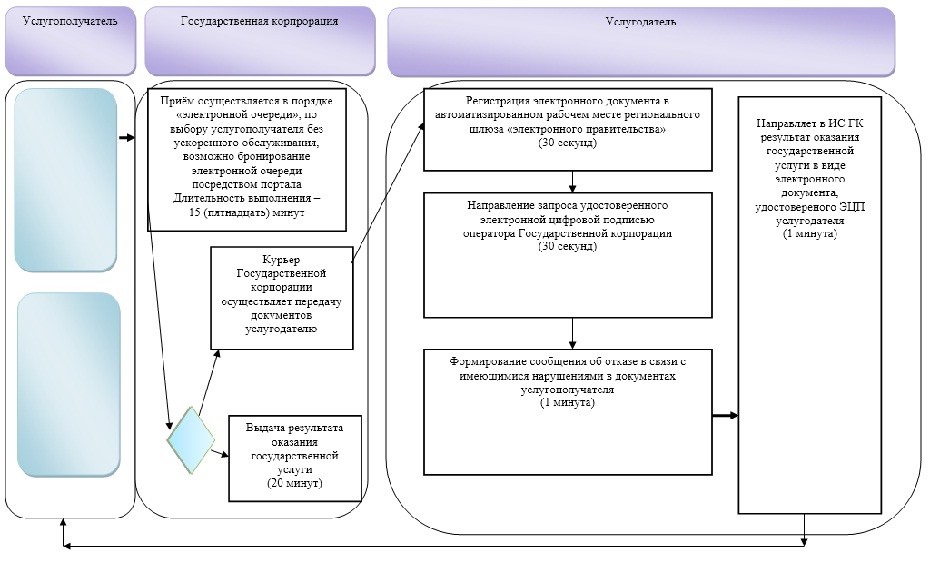 Услугополучатель
Государственная корпрорация
Услугодатель
Приём осуществляется в порядке
«электронной очереди», по
выбору услугополучателя без
ускоренного обслуживания,
возможно бронирование
электронной очереди
посредством портала
Длительность выполнения –
15 (пятнадцать) минут
Курьер
Государственной
корпорации
осуществляет передачу
документов
услугодателю
Выдача результата
оказания
государственной
услуги
(20 минут)
Регистрация электронного документа в
автоматизированном рабочем месте регионального
шлюза «электронного правительства»
(30 секунд)
Направление запроса удостоверенного
электронной цифровой подписью
оператора Государственной корпорации
(30 секунд)
Формирование сообщения об отказе в связи с
имеющимися нарушениями в документах
услугополучателя
(1 минута)
Направляет в ИС ГК
результат оказания
государственной
услуги в виде
электронного
документа,
удостовереного ЭЦП
услугодателя
(1 минута)